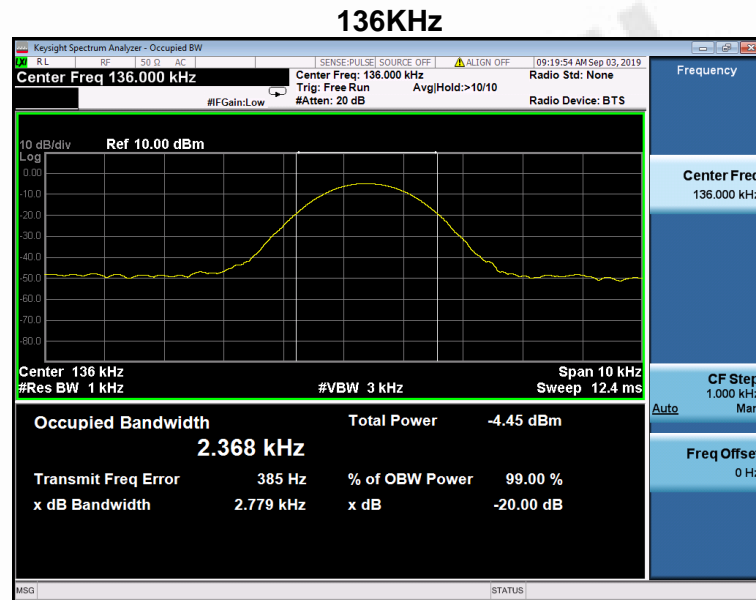 136KHz
Keysight Spectrum Analyzer - Occupied BW
LXI RL RF 50 Ω AC SENSE:PULSE SOURCE OFF ALIGN OFF 09:19:54 AM Sep 03, 2019
Center Freq 136.000 kHz
Center Freq: 136.000 kHz
Radio Std: None
Trig: Free Run Avg|Hold:>10/10
#IFGain:Low #Atten: 20 dB
Radio Device: BTS
Frequency
10 dB/div Ref 10.00 dBm
Log
0.00
-10.0
-20.0
-30.0
-40.0
-50.0
-60.0
-70.0
-80.0
Center Freq
136.000 kHz
Center 136 kHz Span 10 kHz
#Res BW 1 kHz #VBW 3 kHz Sweep 12.4 ms
CF Step
1.000 kHz
Auto Man
Occupied Bandwidth Total Power -4.45 dBm
2.368 kHz
Transmit Freq Error 385 Hz % of OBW Power 99.00 %
x dB Bandwidth 2.779 kHz x dB -20.00 dB
Freq Offset
0 Hz
MSG STATUS